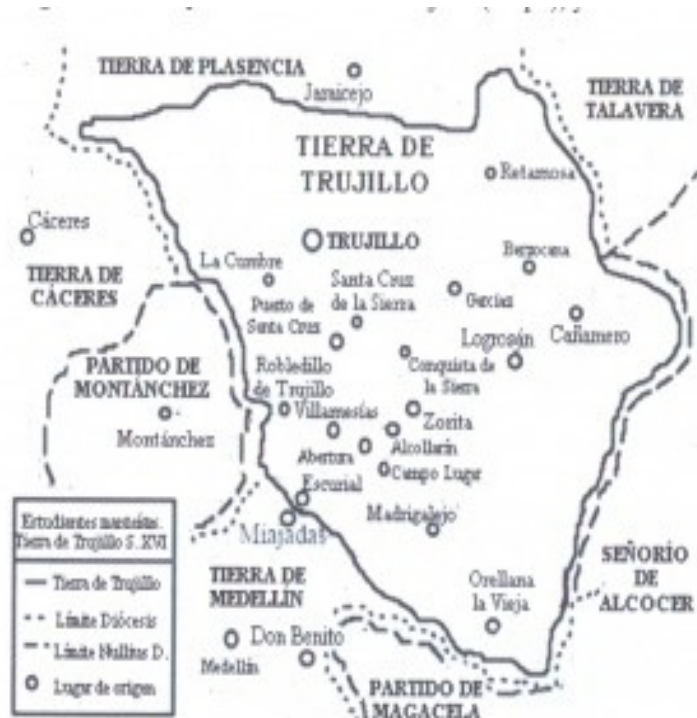 TIERRA DE PLASENCIA
Jaraicejo
TIERRA DE
TALAVERA
TIERRA DE
TRUJILLO
Retamosa
Cáceres
TRUJILLO
Berzocana
La Cumbre
Santa Cruz
de la Sierra
TIERRA DE
CÁCERES
Puerto de
Santa Cruz
Garcías
Cañamero
Logrosán
PARTIDO DE
MONTÁNCHEZ
Robledillo
de Trujillo
Conquista de
la Sierra
Villamesías
Zorita
Montánchez
Abertura
Alcollarín
Campo Lugar
Escurial
Madrigalejo
Miajadas
Estudiantes manteístas.
Tierra de Trujillo S. XVI
Tierra de Trujillo
Límite Diócesis
Límite Nullius D.
Lugar de origen
TIERRA DE
MEDELLÍN
SEÑORÍO
DE
ALCOCER
Orellana
la Vieja
Don Benito
Medellín
PARTIDO DE
MAGACELA